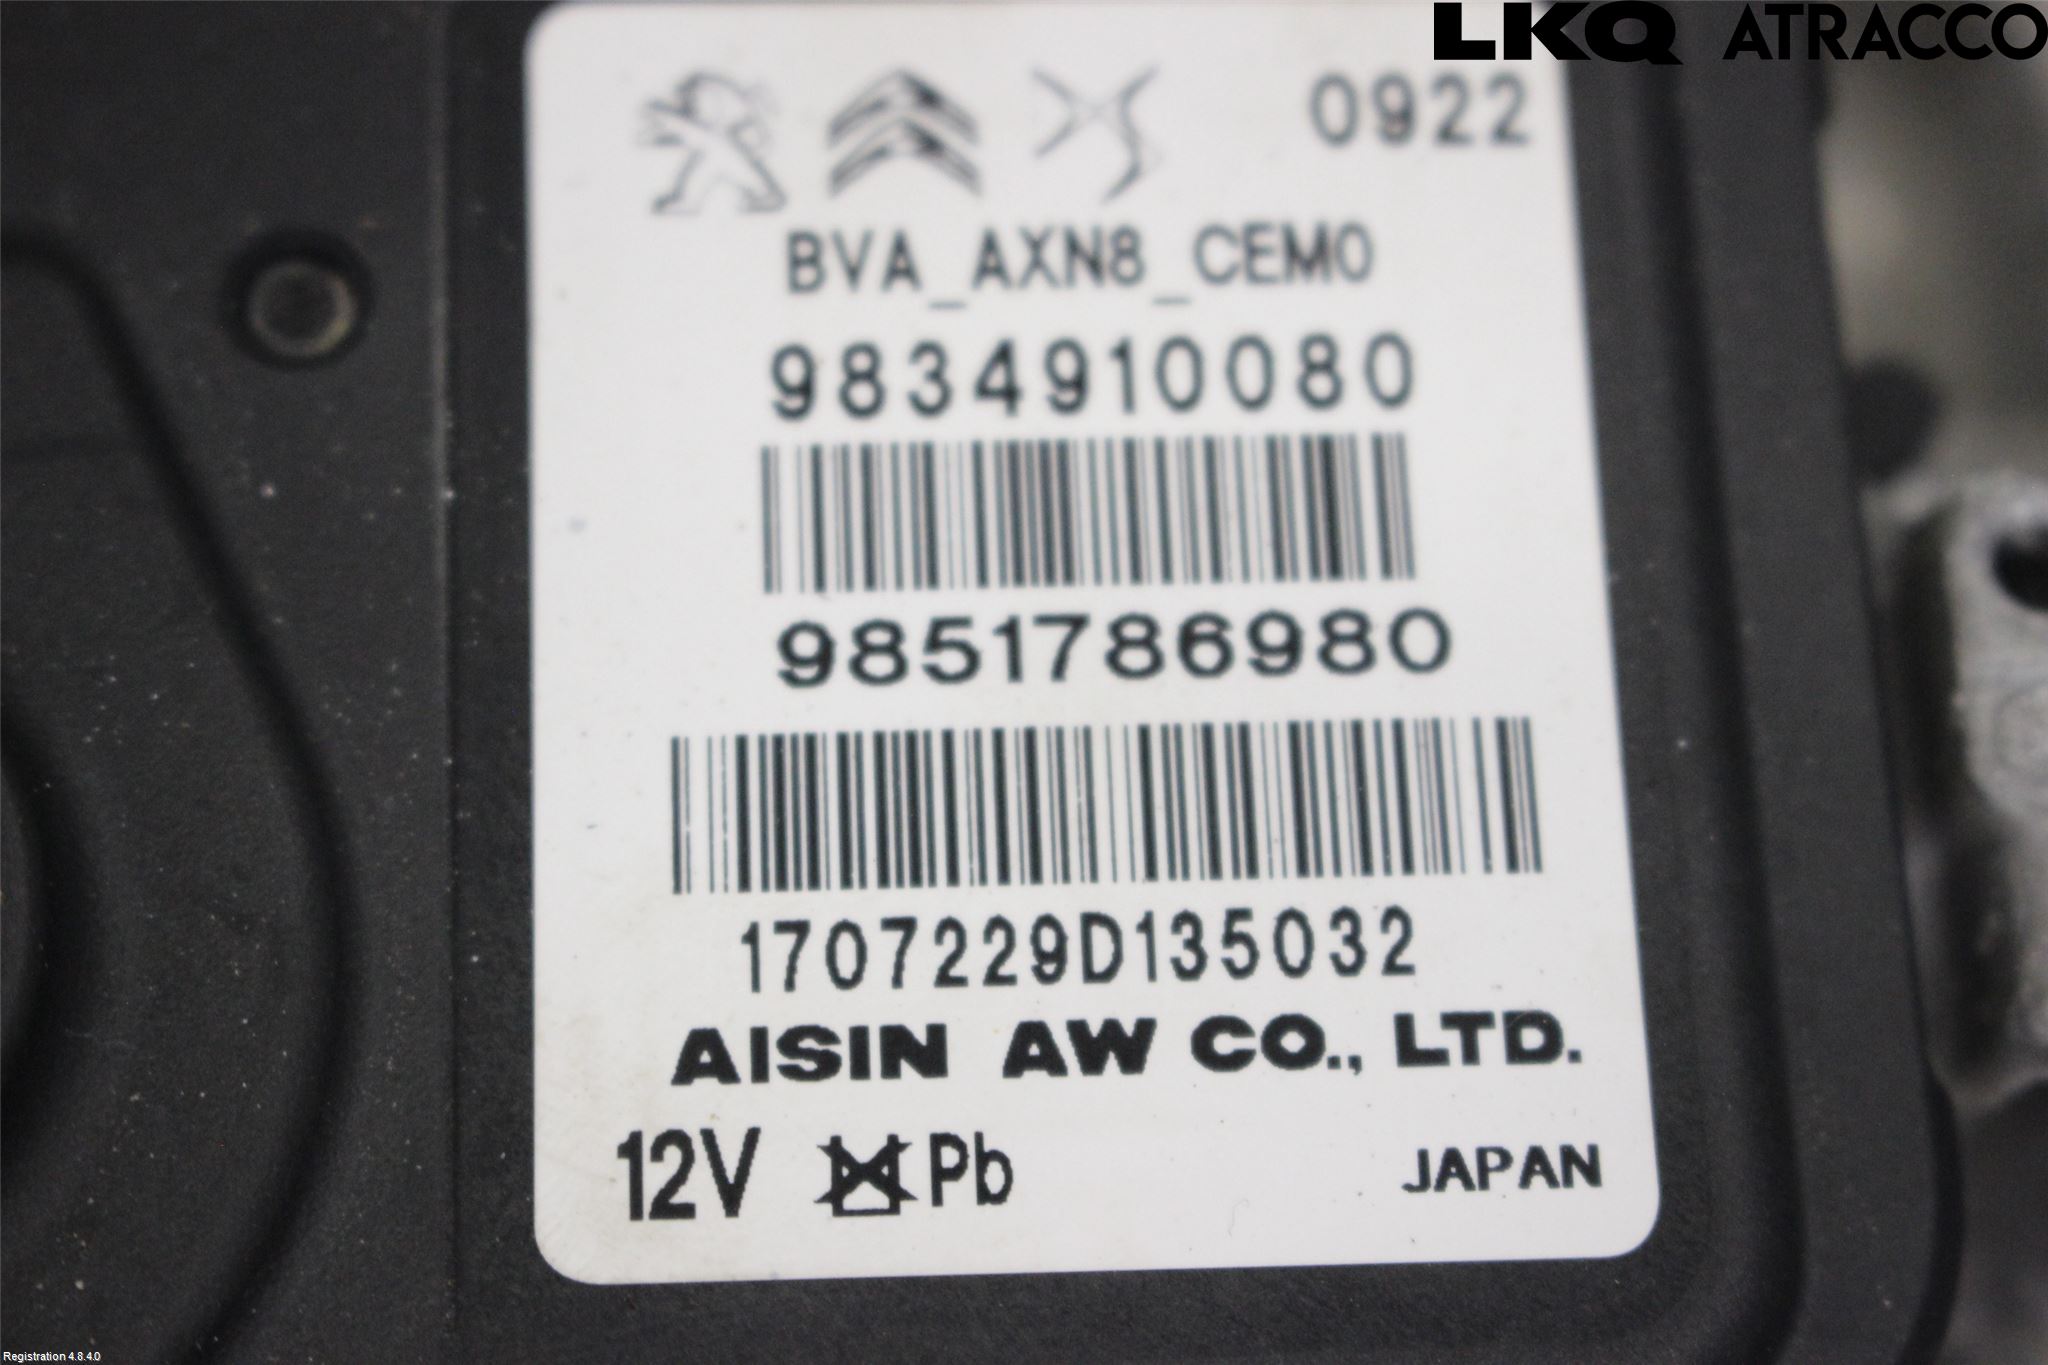 LKQ ATRACCO
0922
BVA_AXN8_CEM0
9834910080
9851786980
1707229D135032
AISIN AW CO., LTD.
12V Pb JAPAN
Registration 4.8.4.0